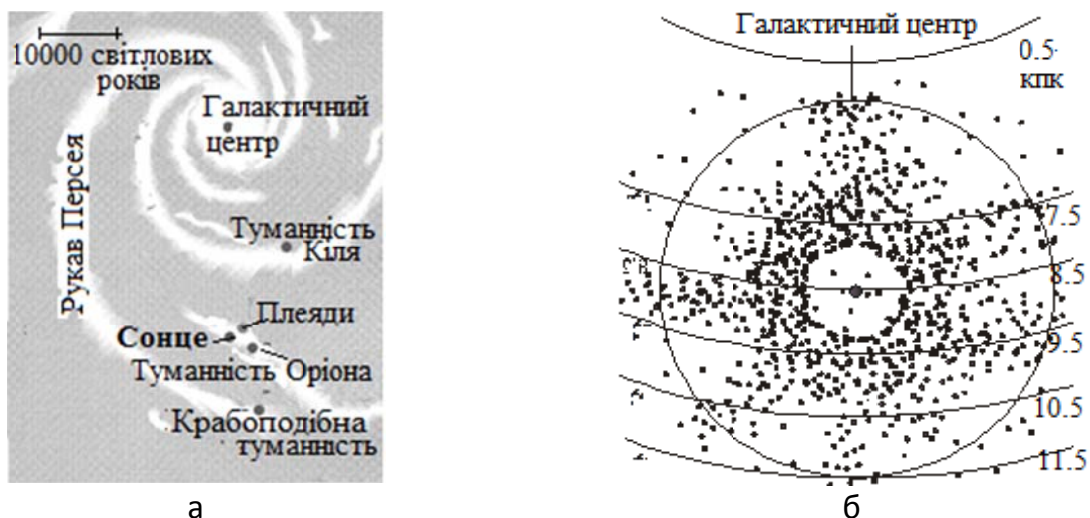 10000 світлових
років
Галактичний
центр
Рукав Персея
Туманність
Кіля
Плеяди
Сонце
Туманність Оріона
Крабоподібна
туманність
а
Галактичний центр
0.5
кпк
7.5
8.5
9.5
10.5
11.5
б